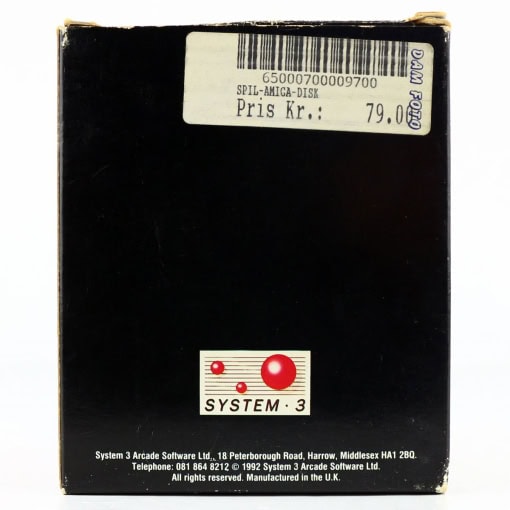 65000700009700
SPIL-AMIGA-DISK
Pris Kr.: 79.00
DAM FOTO
SYSTEM · 3
System 3 Arcade Software Ltd., 18 Peterborough Road, Harrow, Middlesex HA1 2BQ.
Telephone: 081 864 8212 © 1992 System 3 Arcade Software Ltd.
All rights reserved. Manufactured in the U.K.